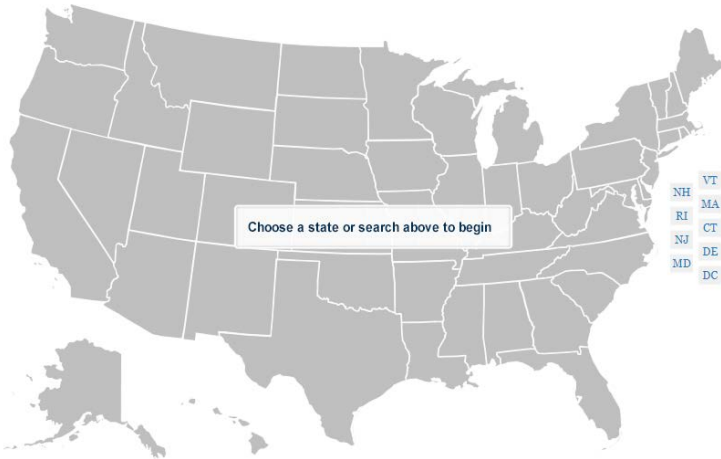 Choose a state or search above to begin
VT
NH
MA
RI
CT
NJ
DE
MD
DC